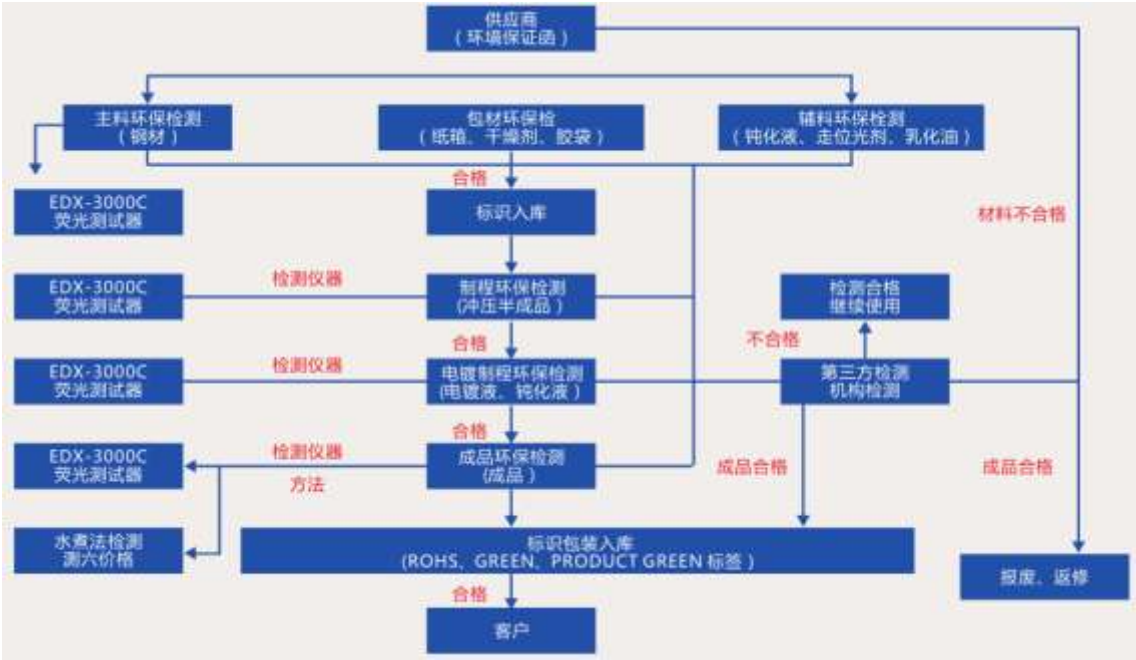 供应商
（环境保证函）
主料环保检测
（钢材）
包材环保检
（纸箱、干燥剂、胶袋）
辅料环保检测
（钝化液、走位光剂、乳化油）
合格
EDX-3000C
荧光测试器
标识入库
材料不合格
EDX-3000C
荧光测试器
检测仪器
制程环保检测
(冲压半成品）
检测合格
继续使用
合格
不合格
EDX-3000C
荧光测试器
检测仪器
电镀制程环保检测
(电镀液、钝化液）
第三方检测
机构检测
合格
EDX-3000C
荧光测试器
检测仪器
方法
成品环保检测
(成品）
成品合格
成品合格
水煮法检测
测六价格
标识包装入库
(ROHS、GREEN、PRODUCT GREEN 标签）
报废、返修
合格
客户